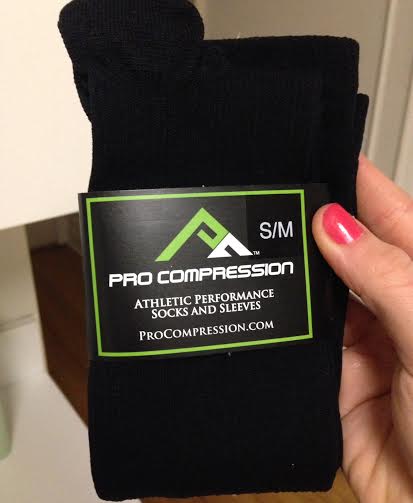 S/M
™
PRO COMPRESSION
ATHLETIC PERFORMANCE
SOCKS AND SLEEVES
PROCOMPRESSION.COM